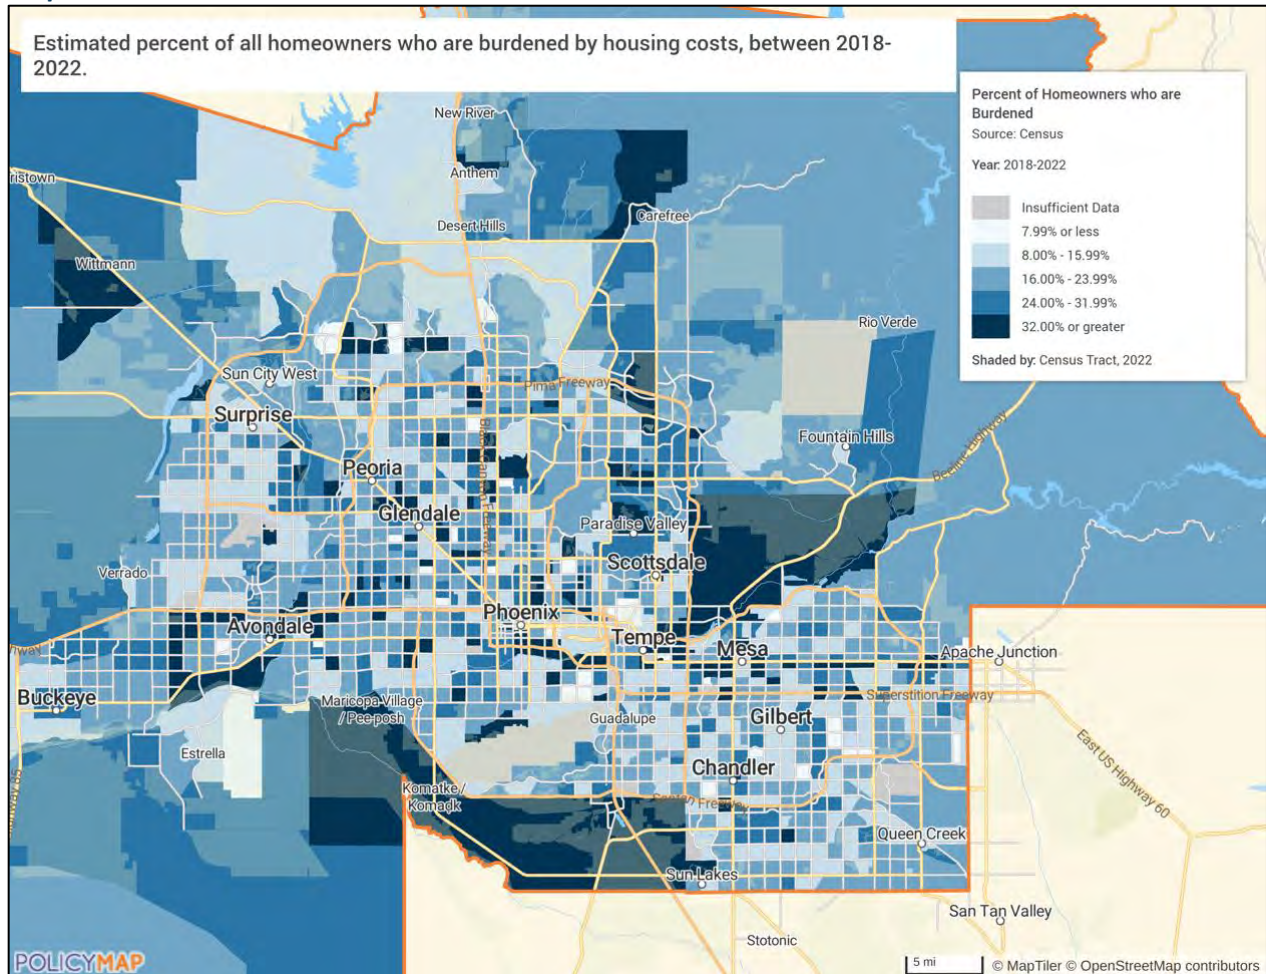 Estimated percent of all homeowners who are burdened by housing costs, between 2018-
2022.
Percent of Homeowners who are
Burdened
Source: Census
Year: 2018-2022
Insufficient Data
7.99% or less
8.00% - 15.99%
16.00% - 23.99%
24.00% - 31.99%
32.00% or greater
Shaded by: Census Tract, 2022
New River
Anthem
ristown
Carefree
Desert Hills
Wittmann
Rio Verde
Sun City West
Pima Freeway
Surprise
Fountain Hills
Beeline Highway
Peoria
Glendale
Paradise Valley
Scottsdale
Verrado
Phoenix
Avondale
Tempe
Mesa
Apache Junction
Buckeye
Maricopa Village
/ Pee-posh
Superstition Freeway
Guadalupe
Gilbert
Estrella
East US Highway 60
Chandler
Komatke /
Komadk
Santan Freeway
Queen Creek
Sun Lakes
San Tan Valley
Stotonic
POLICYMAP
5 mi
© MapTiler © OpenStreetMap contributors